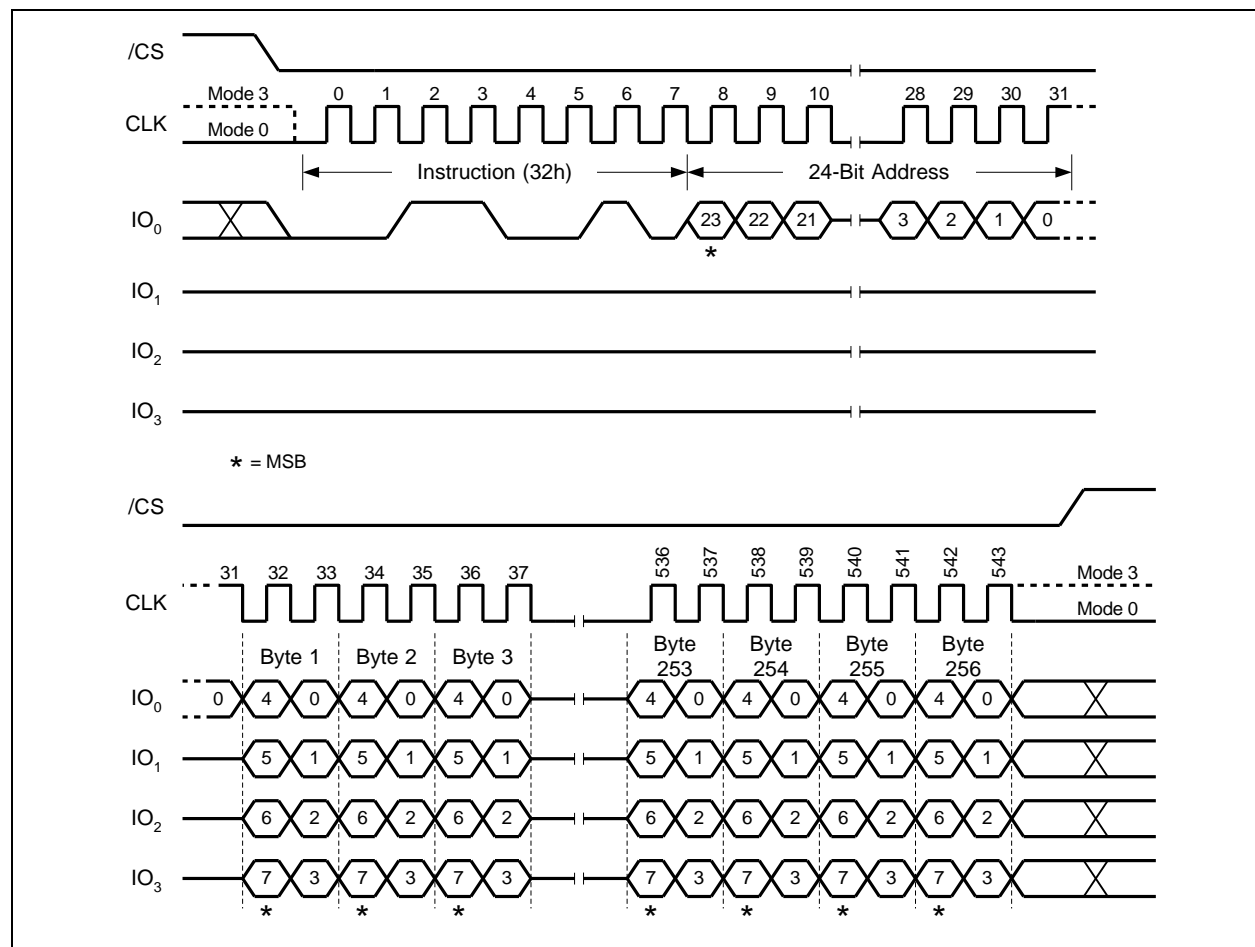 /CS
Mode 3 0 1 2 3 4 5 6 7 8 9 10 28 29 30 31
CLK
Mode 0
Instruction (32h) 24-Bit Address
IO0 23 22 21 3 2 1 0
*
IO1
IO2
IO3
* = MSB
/CS
31 32 33 34 35 36 37 536 537 538 539 540 541 542 543 Mode 3
CLK
Mode 0
Byte 1 Byte 2 Byte 3 Byte 253 Byte 254 Byte 255 Byte 256
IO0 0 4 0 4 0 4 0 4 0 4 0 4 0 4 0
IO1 5 1 5 1 5 1 5 1 5 1 5 1 5 1
IO2 6 2 6 2 6 2 6 2 6 2 6 2 6 2
IO3 7 3 7 3 7 3 7 3 7 3 7 3 7 3
* * * * * * *